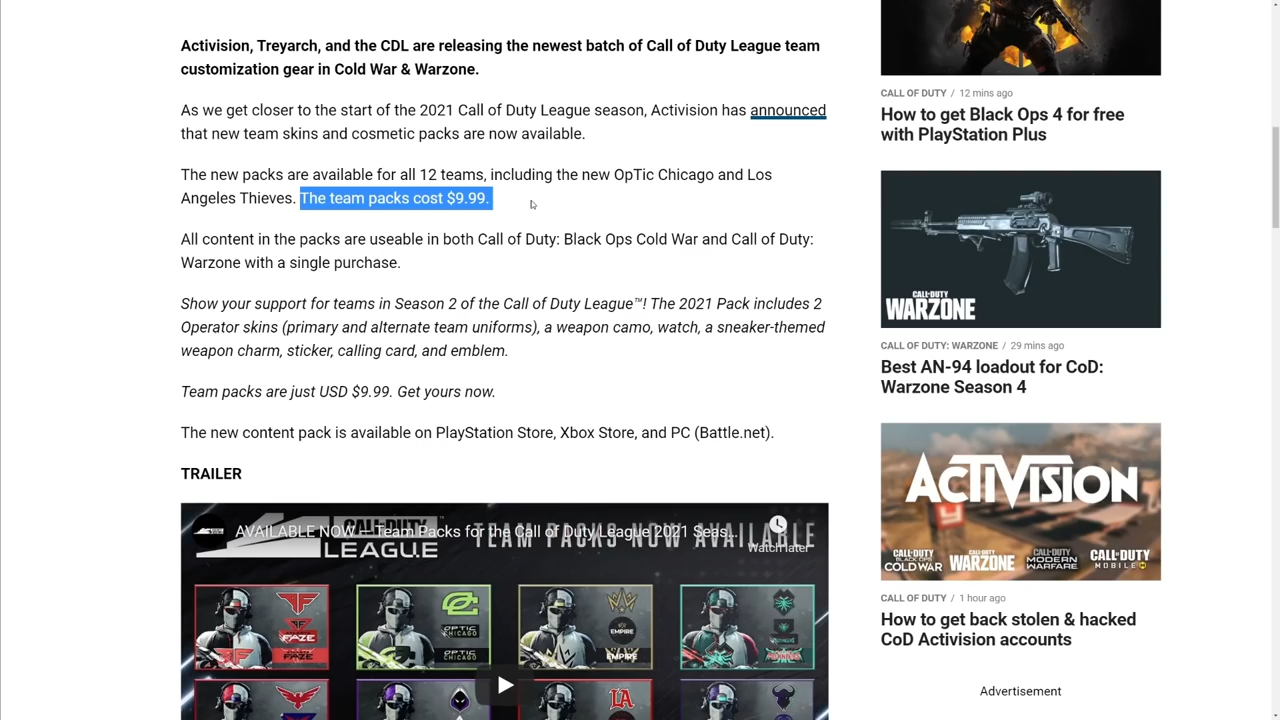 Activision, Treyarch, and the CDL are releasing the newest batch of Call of Duty League team
customization gear in Cold War & Warzone.
As we get closer to the start of the 2021 Call of Duty League season, Activision has announced
that new team skins and cosmetic packs are now available.
The new packs are available for all 12 teams, including the new OpTic Chicago and Los
Angeles Thieves. The team packs cost $9.99.
All content in the packs are useable in both Call of Duty: Black Ops Cold War and Call of Duty:
Warzone with a single purchase.
Show your support for teams in Season 2 of the Call of Duty League™! The 2021 Pack includes 2
Operator skins (primary and alternate team uniforms), a weapon camo, watch, a sneaker-themed
weapon charm, sticker, calling card, and emblem.
Team packs are just USD $9.99. Get yours now.
The new content pack is available on PlayStation Store, Xbox Store, and PC (Battle.net).
TRAILER
AVAILABLE NOW — Team Packs for the Call of Duty League 2021 Seas...
Watch later
LEAGUE
TEAM PACKS NOW AVAILABLE
FAZE
FAZE
OPTIC
CHICAGO
OPTIC
CHICAGO
EMPIRE
EMPIRE
LA
CALL OF DUTY / 12 mins ago
How to get Black Ops 4 for free
with PlayStation Plus
CALL OF DUTY
WARZONE
CALL OF DUTY: WARZONE / 29 mins ago
Best AN-94 loadout for CoD:
Warzone Season 4
ACTIVISION
CALL OF DUTY
BLACK OPS
COLD WAR
CALL OF DUTY
WARZONE
CALL OF DUTY
MODERN
WARFARE
CALL OF DUTY
MOBILE
CALL OF DUTY / 1 hour ago
How to get back stolen & hacked
CoD Activision accounts
Advertisement